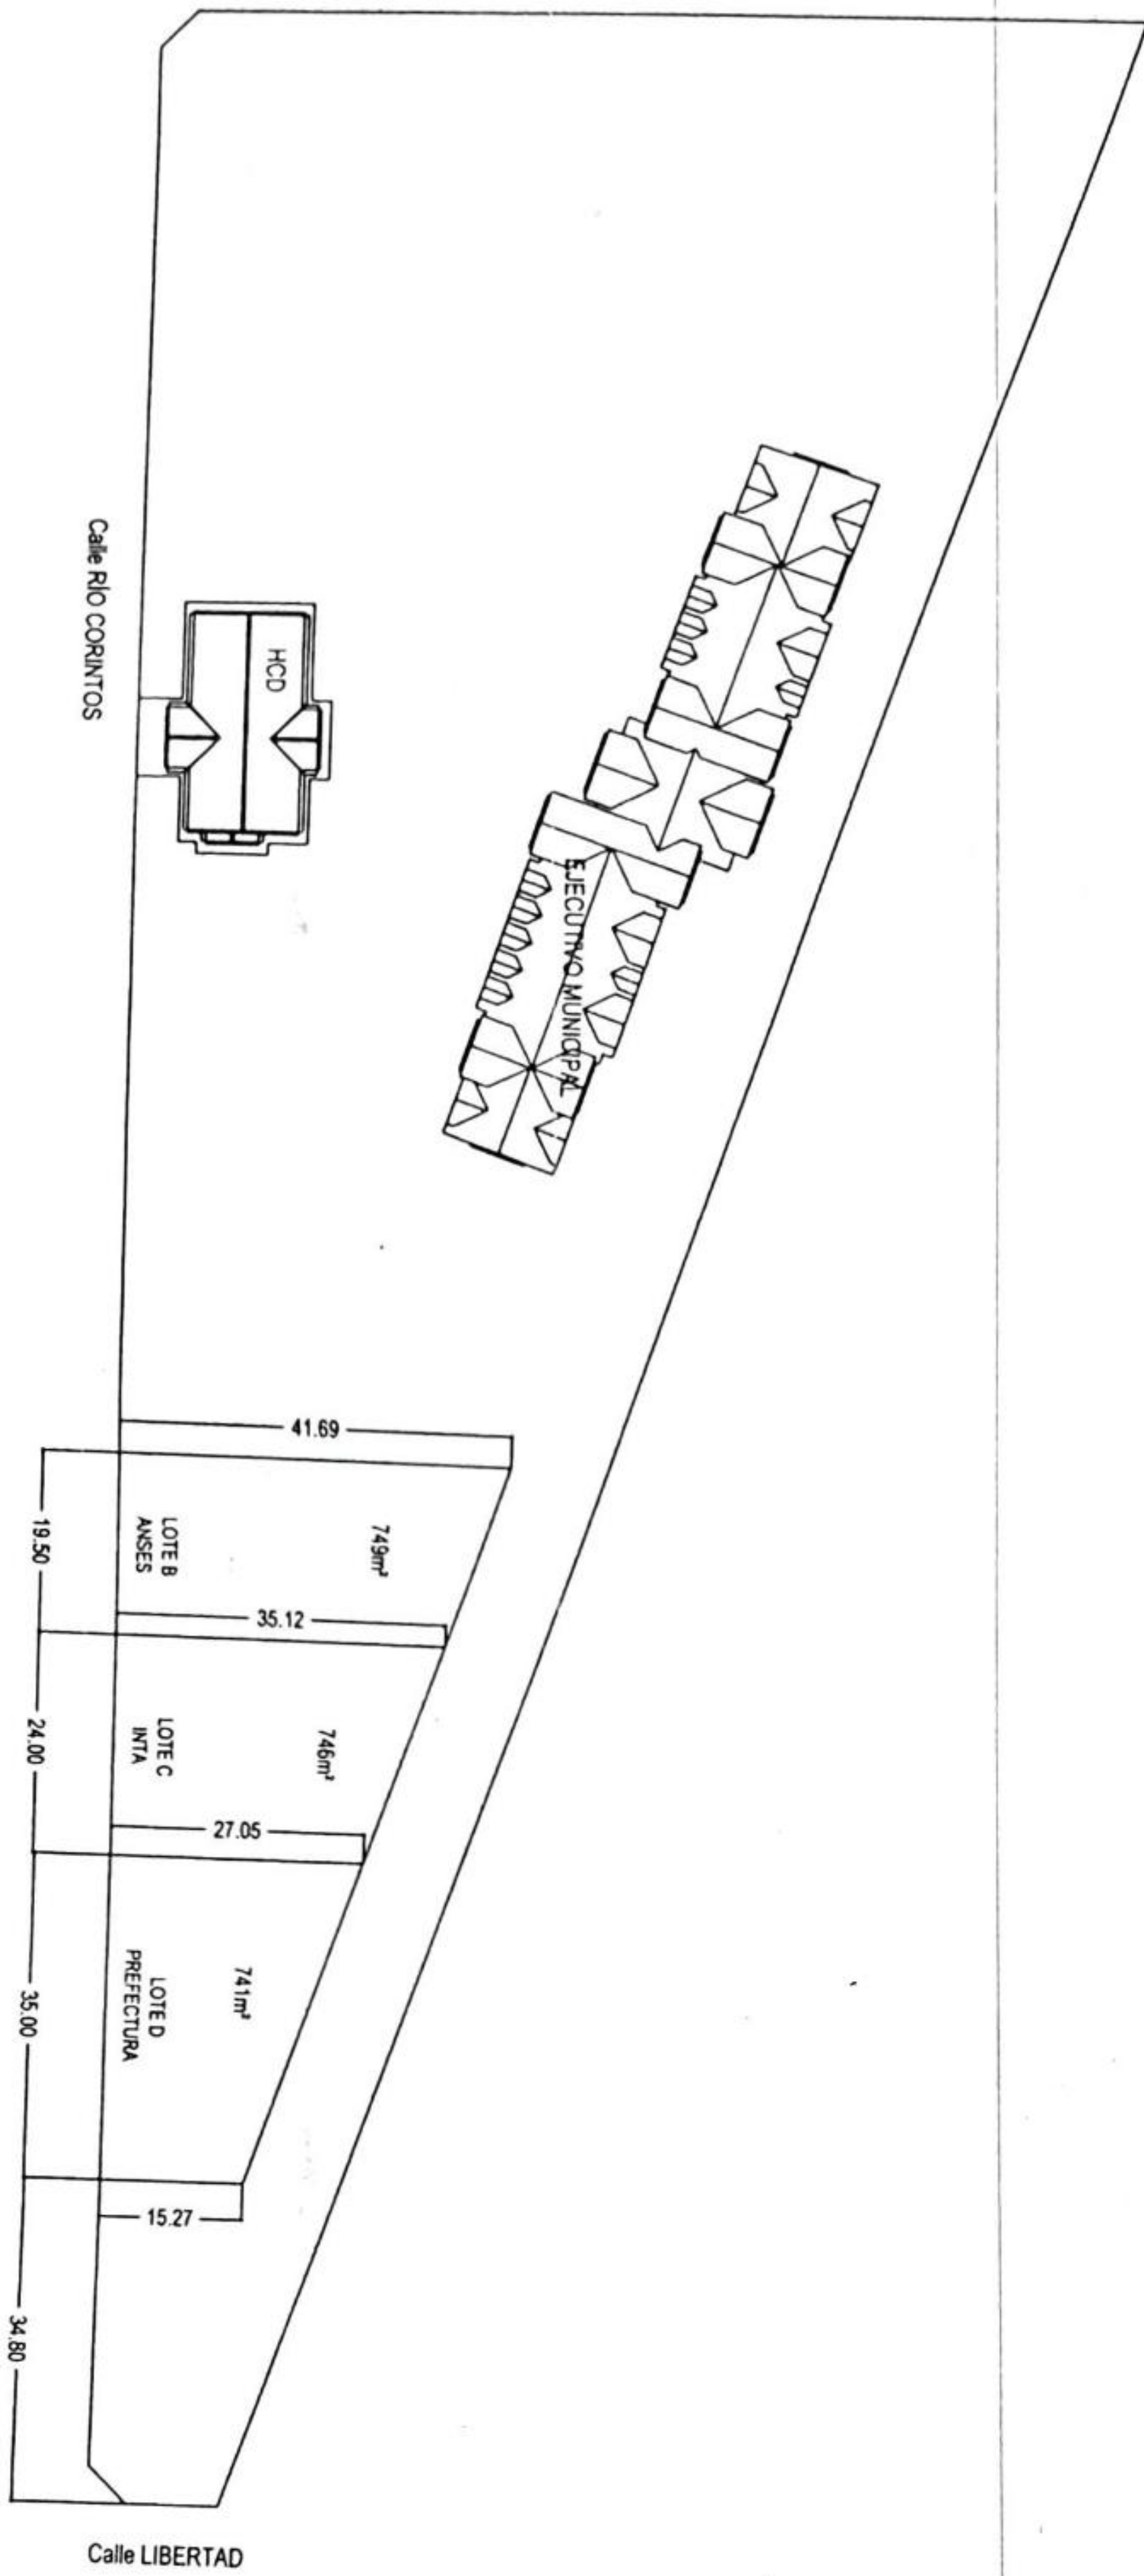 Calle RÍO CORINTOS
HCD
EJECUTIVO MUNICIPAL
41.69
19.50
LOTE B
ANSES
749m²
35.12
24.00
LOTE C
INTA
746m²
27.05
35.00
LOTE D
PREFECTURA
741m²
15.27
34.80
Calle LIBERTAD